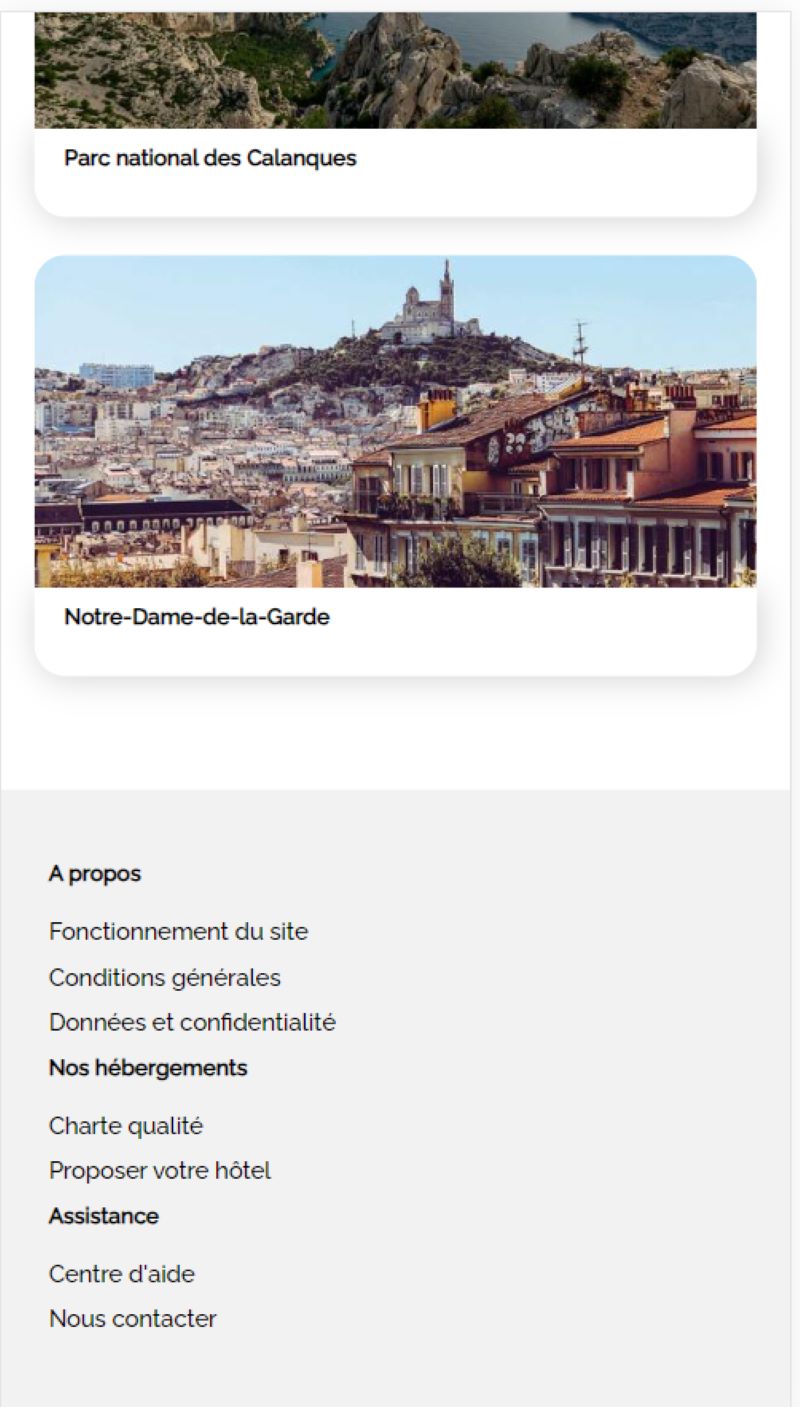 Parc national des Calanques
Notre-Dame-de-la-Garde
A propos
Fonctionnement du site
Conditions générales
Données et confidentialité
Nos hébergements
Charte qualité
Proposer votre hôtel
Assistance
Centre d'aide
Nous contacter